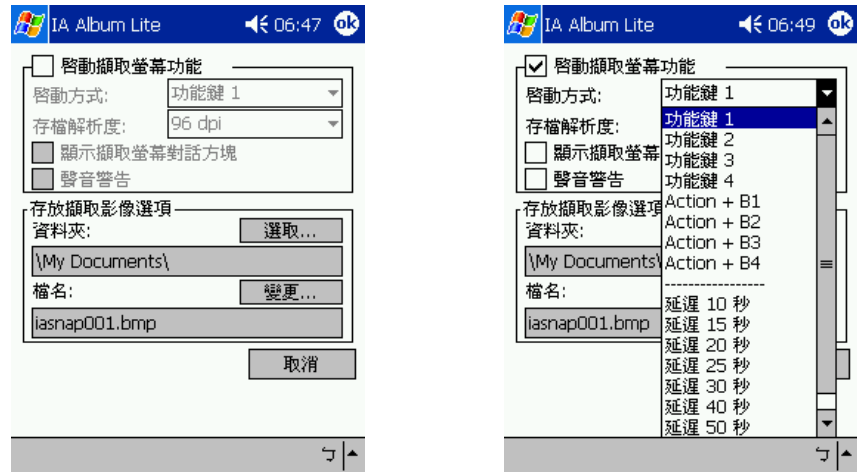 IA Album Lite 06:47 ok
啓動擷取螢幕功能
啓動方式: 功能鍵 1
存檔解析度: 96 dpi
顯示擷取螢幕對話方塊
聲音警告
存放擷取影像選項
資料夾: 選取...
\My Documents\
檔名: 變更...
iasnap001.bmp
取消
ㄅ
IA Album Lite 06:49 ok
啓動擷取螢幕功能
啓動方式: 功能鍵 1
存檔解析度:
顯示擷取螢幕
聲音警告
存放擷取影像選項
資料夾:
\My Documents\
檔名:
iasnap001.bmp
功能鍵 1
功能鍵 2
功能鍵 3
功能鍵 4
Action + B1
Action + B2
Action + B3
Action + B4
----------------
延遲 10 秒
延遲 15 秒
延遲 20 秒
延遲 25 秒
延遲 30 秒
延遲 40 秒
延遲 50 秒
ㄅ